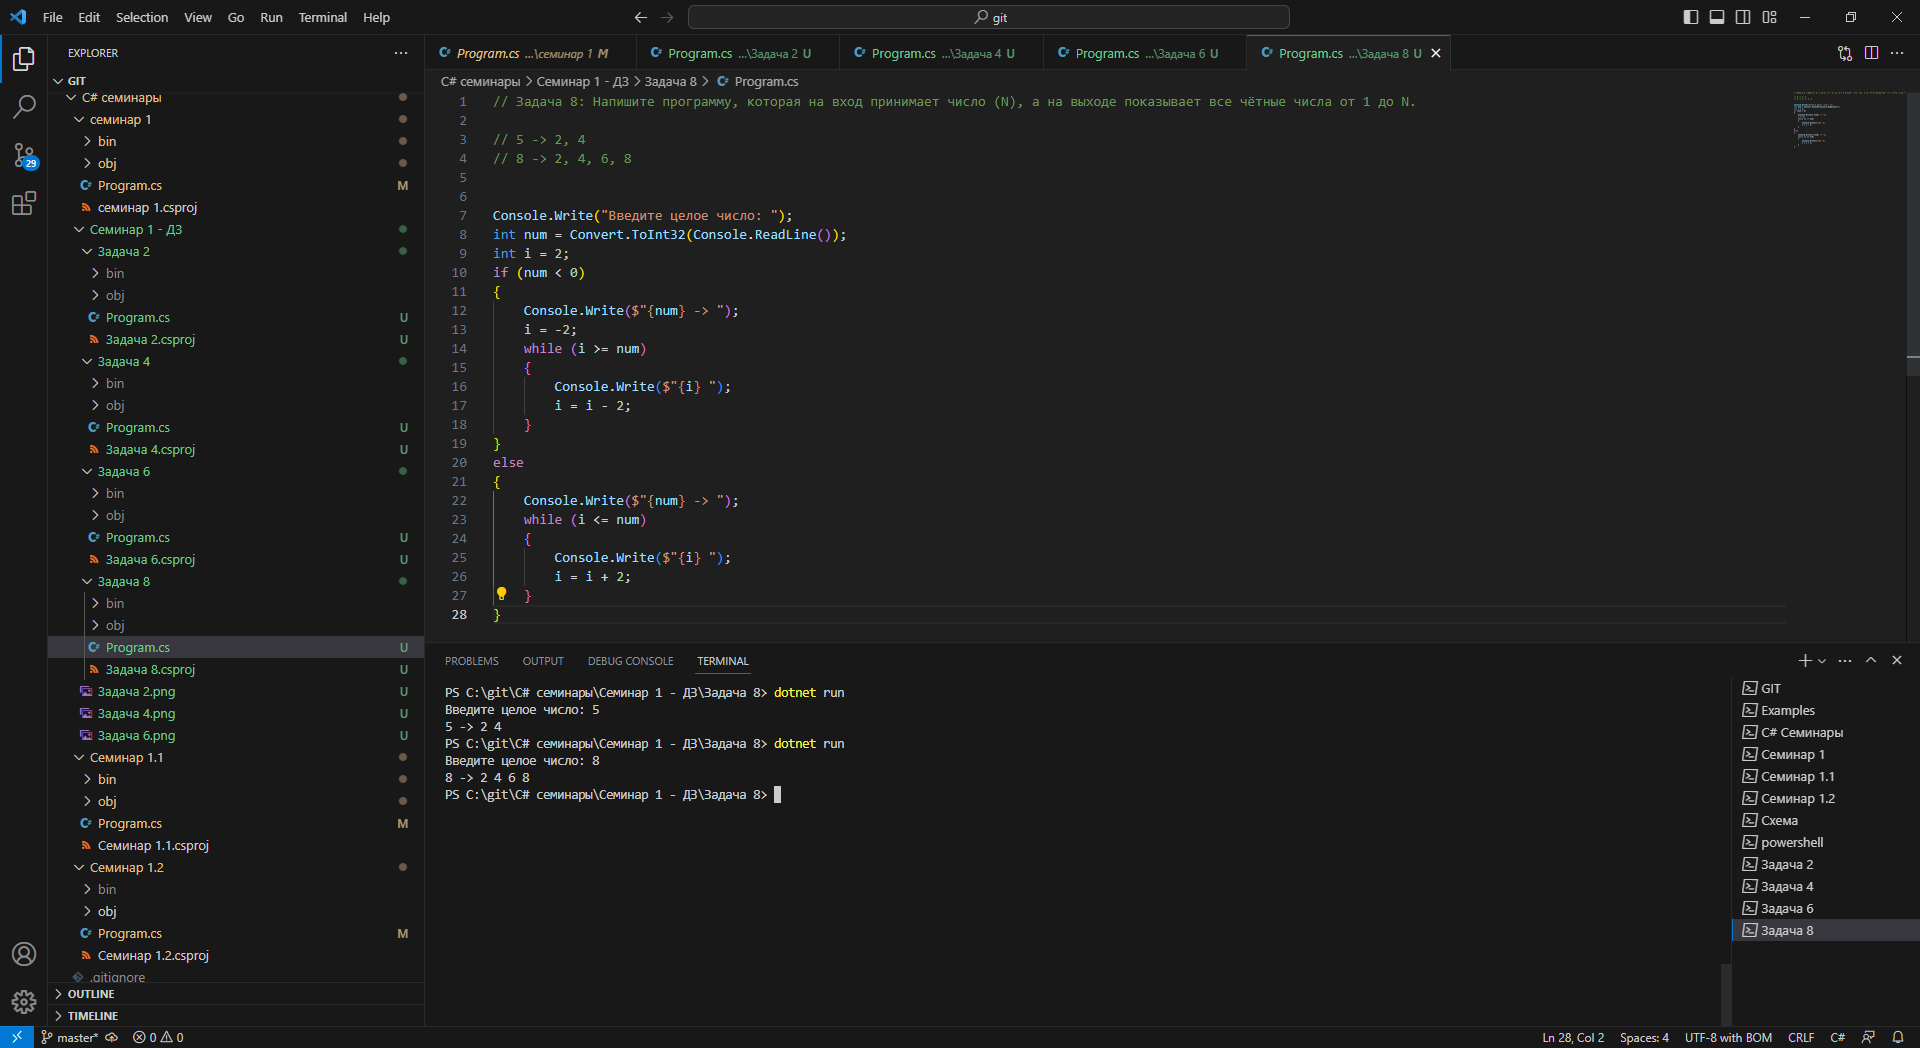 File Edit Selection View Go Run Terminal Help
git
EXPLORER
GIT
C# семинары
семинар 1
bin
obj
Program.cs M
семинар 1.csproj
Семинар 1 - ДЗ
Задача 2
bin
obj
Program.cs U
Задача 2.csproj U
Задача 4
bin
obj
Program.cs U
Задача 4.csproj U
Задача 6
bin
obj
Program.cs U
Задача 6.csproj U
Задача 8
bin
obj
Program.cs U
Задача 8.csproj U
Задача 2.png U
Задача 4.png U
Задача 6.png U
Семинар 1.1
bin
obj
Program.cs M
Семинар 1.1.csproj
Семинар 1.2
bin
obj
Program.cs M
Семинар 1.2.csproj
.gitignore
OUTLINE
TIMELINE
29
Program.cs ...\семинар 1 M
Program.cs ...\Задача 2 U
Program.cs ...\Задача 4 U
Program.cs ...\Задача 6 U
Program.cs ...\Задача 8 U
C# семинары > Семинар 1 - ДЗ > Задача 8 > Program.cs
1 // Задача 8: Напишите программу, которая на вход принимает число (N), а на выходе показывает все чётные числа от 1 до N.
2
3 // 5 -> 2, 4
4 // 8 -> 2, 4, 6, 8
5
6
7 Console.Write("Введите целое число: ");
8 int num = Convert.ToInt32(Console.ReadLine());
9 int i = 2;
10 if (num < 0)
11 {
12 Console.Write($"{num} -> ");
13 i = -2;
14 while (i >= num)
15 {
16 Console.Write($"{i} ");
17 i = i - 2;
18 }
19 }
20 else
21 {
22 Console.Write($"{num} -> ");
23 while (i <= num)
24 {
25 Console.Write($"{i} ");
26 i = i + 2;
27 }
28 }
PROBLEMS OUTPUT DEBUG CONSOLE TERMINAL
PS C:\git\C# семинары\Семинар 1 - ДЗ\Задача 8> dotnet run
Введите целое число: 5
5 -> 2 4
PS C:\git\C# семинары\Семинар 1 - ДЗ\Задача 8> dotnet run
Введите целое число: 8
8 -> 2 4 6 8
PS C:\git\C# семинары\Семинар 1 - ДЗ\Задача 8>
GIT
Examples
C# Семинары
Семинар 1
Семинар 1.1
Семинар 1.2
Схема
powershell
Задача 2
Задача 4
Задача 6
Задача 8
master* 0 0
Ln 28, Col 2 Spaces: 4 UTF-8 with BOM CRLF C#